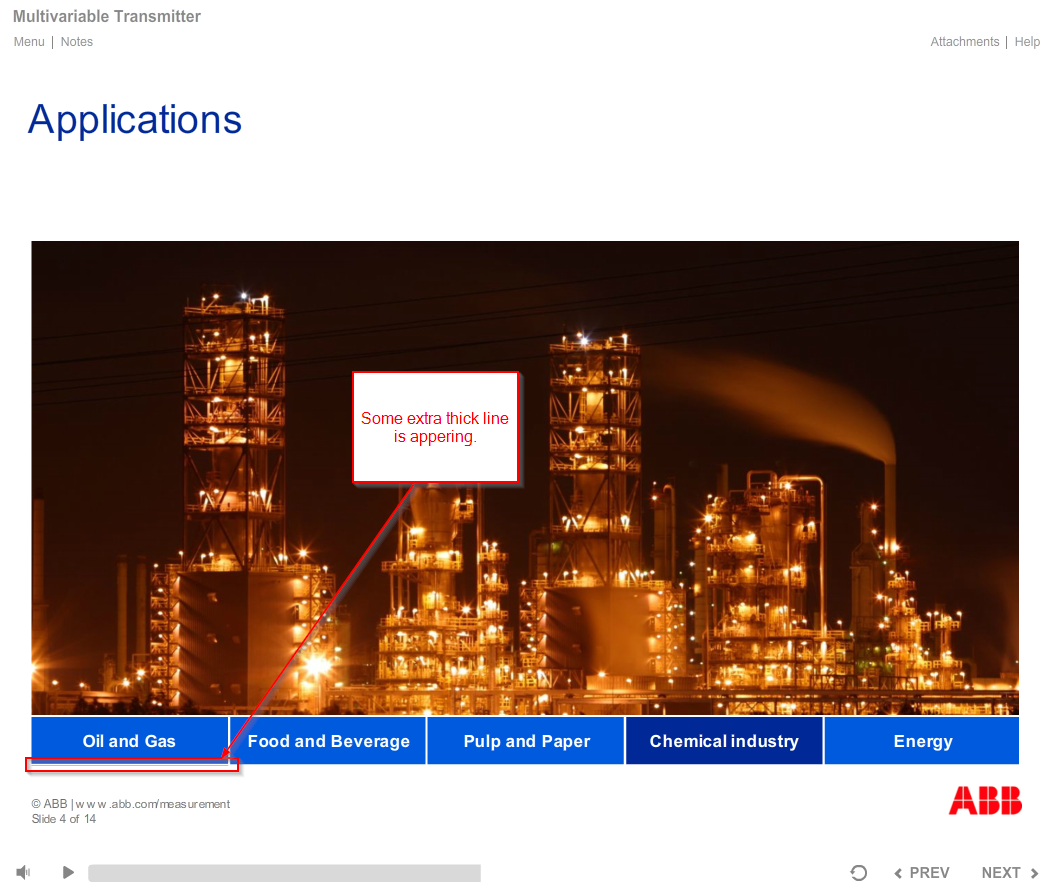 Multivariable Transmitter
Menu | Notes
Attachments | Help
Applications
Some extra thick line
is appering.
Oil and Gas
Food and Beverage
Pulp and Paper
Chemical industry
Energy
© ABB | www.abb.com/measurement
Slide 4 of 14
ABB
PREV
NEXT